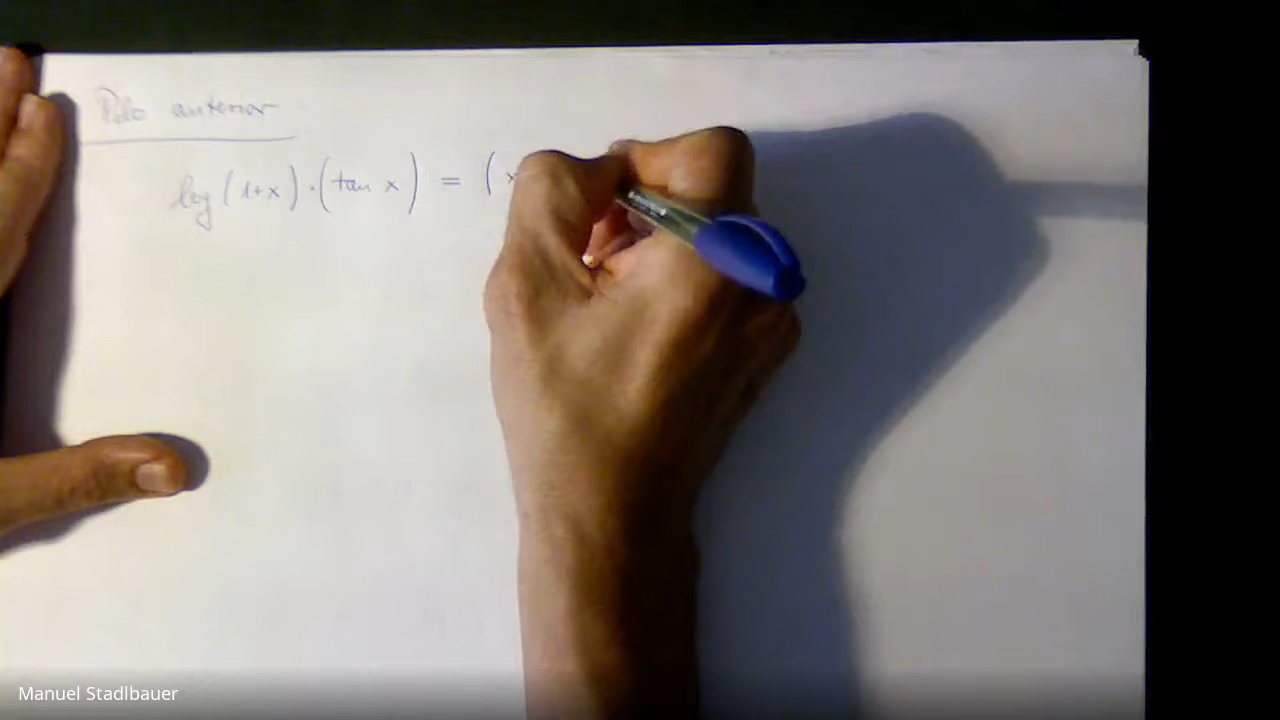 Pelo anterior
log(1+x)·(tan x) = (x
Manuel Stadlbauer